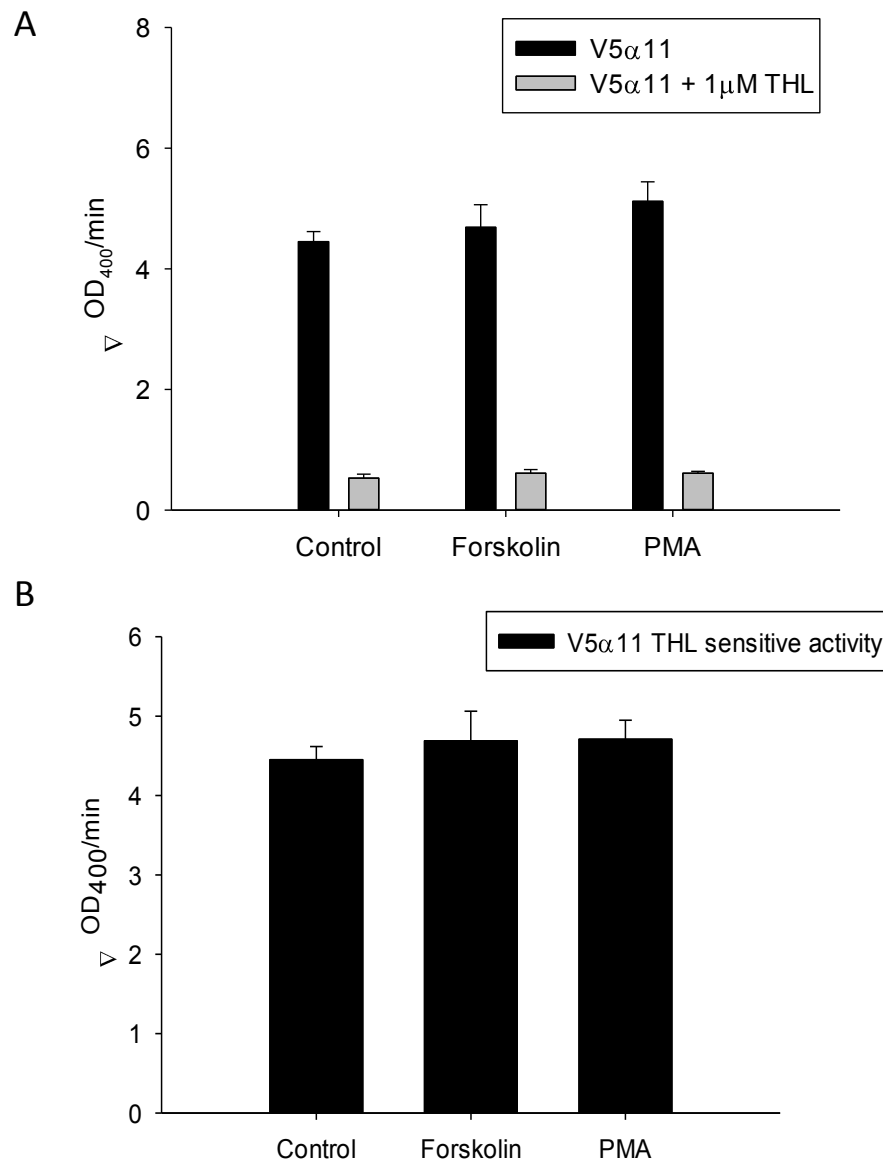 A
8
6
4
2
0
V5α11
V5α11 + 1μM THL
∇ OD400/min
Control Forskolin PMA
B
6
5
4
3
2
1
0
V5α11 THL sensitive activity
∇ OD400/min
Control Forskolin PMA